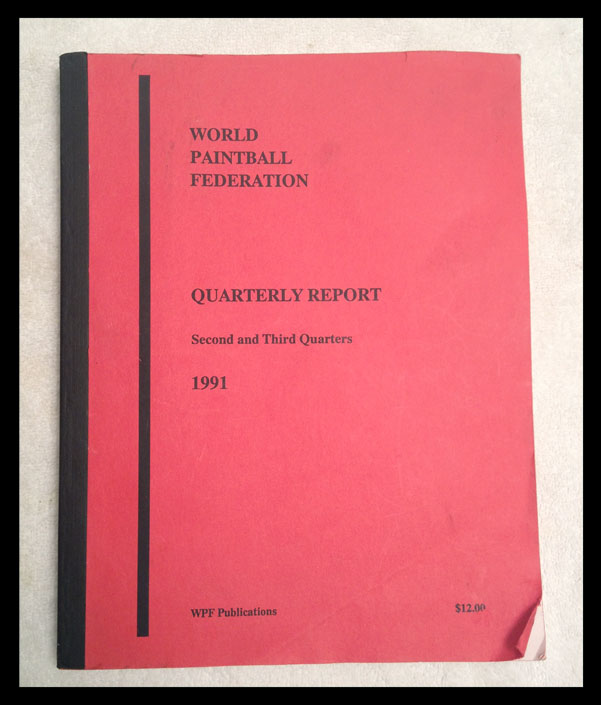 WORLD
PAINTBALL
FEDERATION
QUARTERLY REPORT
Second and Third Quarters
1991
WPF Publications
$12.00